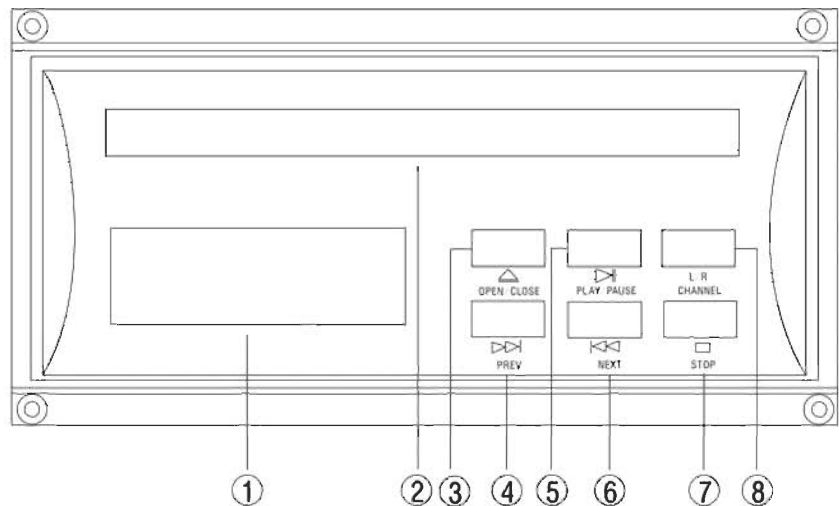 OPEN CLOSE
PLAY PAUSE
L R
CHANNEL
PREV
NEXT
STOP
① ② ③ ④ ⑤ ⑥ ⑦ ⑧